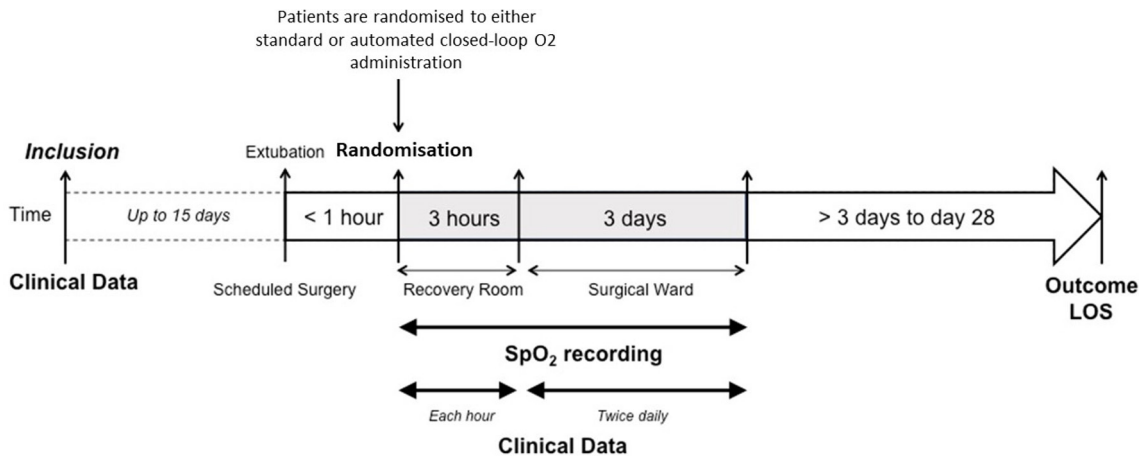 Patients are randomised to either
standard or automated closed-loop O2
administration
Inclusion
Extubation
Randomisation
Time
Up to 15 days
< 1 hour
3 hours
3 days
> 3 days to day 28
Clinical Data
Scheduled Surgery
Recovery Room
Surgical Ward
Outcome
LOS
SpO₂ recording
Each hour
Twice daily
Clinical Data